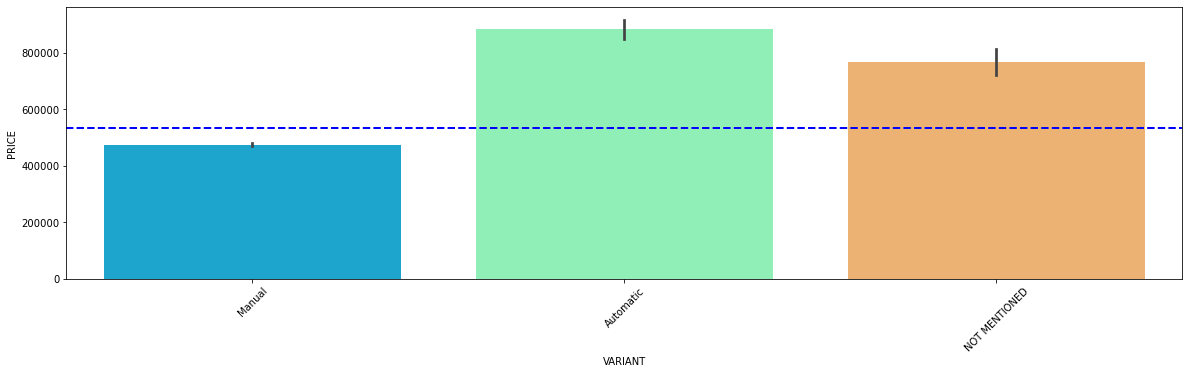 PRICE
800000
600000
400000
200000
0
Manual
Automatic
NOT MENTIONED
VARIANT